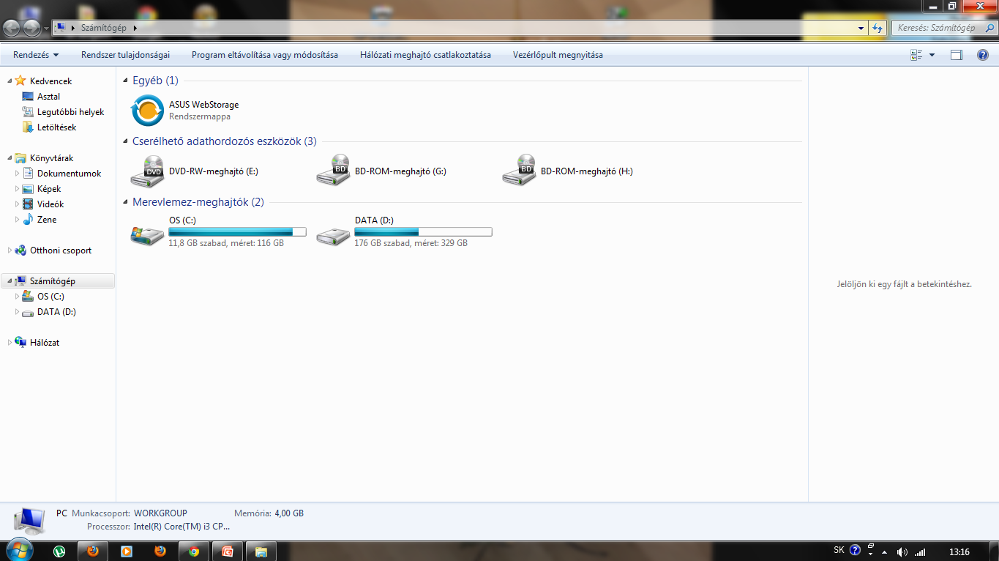 Számítógép
Keresés: Számítógép
Rendezés
Rendszer tulajdonságai
Program eltávolítása vagy módosítása
Hálózati meghajtó csatlakoztatása
Vezérlőpult megnyitása
Kedvencek
Asztal
Legutóbbi helyek
Letöltések
Könyvtárak
Dokumentumok
Képek
Videók
Zene
Otthoni csoport
Számítógép
OS (C:)
DATA (D:)
Hálózat
Egyéb (1)
ASUS WebStorage
Rendszermappa
Cserélhető adathordozós eszközök (3)
DVD
DVD-RW-meghajtó (E:)
BD
BD-ROM-meghajtó (G:)
BD
BD-ROM-meghajtó (H:)
Merevlemez-meghajtók (2)
OS (C:)
11,8 GB szabad, méret: 116 GB
DATA (D:)
176 GB szabad, méret: 329 GB
Jelöljön ki egy fájlt a betekintéshez.
PC Munkacsoport: WORKGROUP Memória: 4,00 GB
Processzor: Intel(R) Core(TM) i3 CP...
SK
13:16